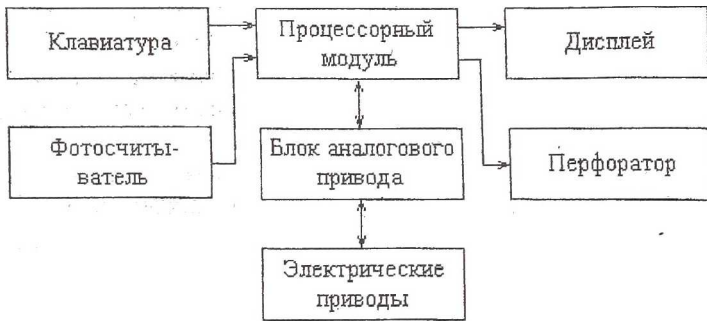 Клавиатура
Процессорный
модуль
Дисплей
Фотосчиты-
ватель
Блок аналогового
привода
Перфоратор
Электрические
приводы